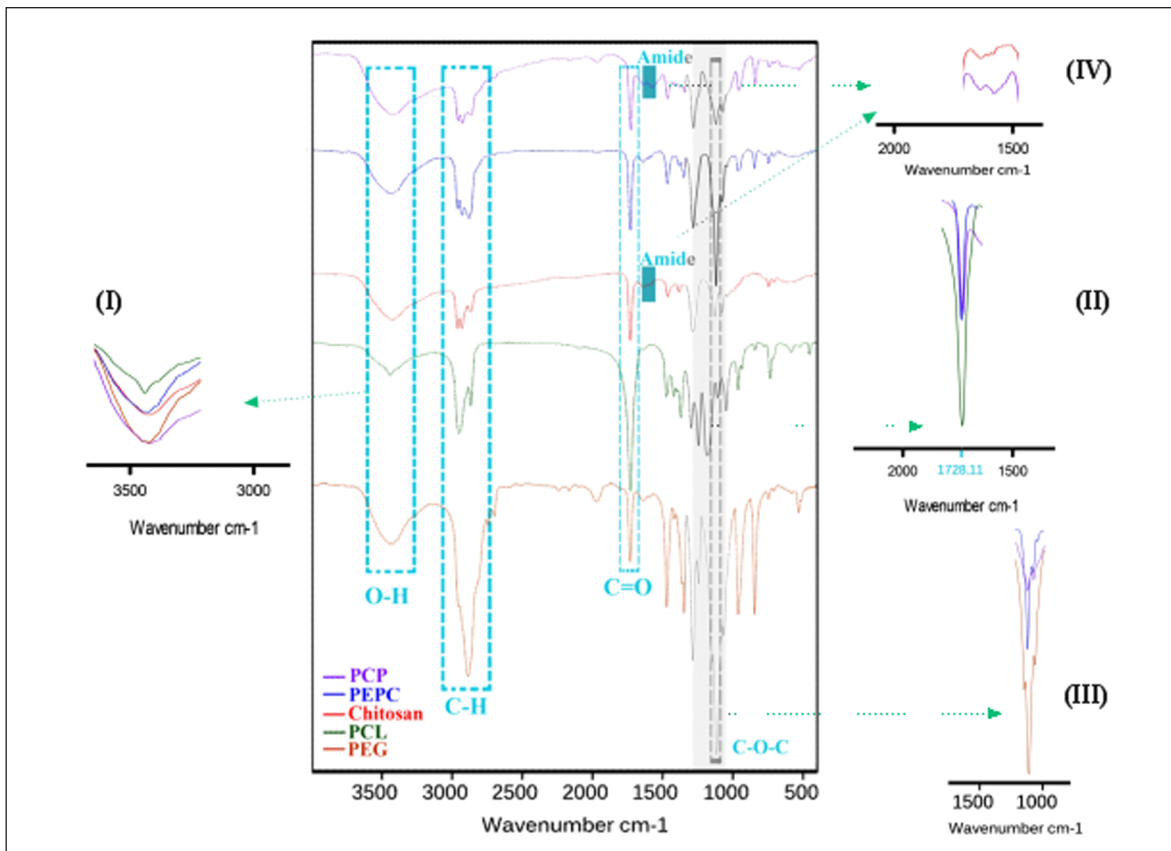 Amide
(IV)
2000 1500
Wavenumber cm-1
Amide
(I)
(II)
3500 3000
Wavenumber cm-1
2000 1728.11 1500
Wavenumber cm-1
O-H
C=O
C-H
C-O-C
(III)
PCP
PEPC
Chitosan
PCL
PEG
3500 3000 2500 2000 1500 1000 500
Wavenumber cm-1
1500 1000
Wavenumber cm-1